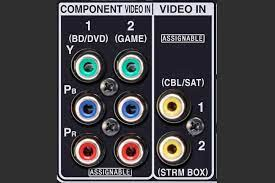 COMPONENT VIDEO IN
1 2
(BD/DVD) (GAME)
Y
PB
PR
ASSIGNABLE
VIDEO IN
ASSIGNABLE
(CBL/SAT)
1
2
(STRM BOX)